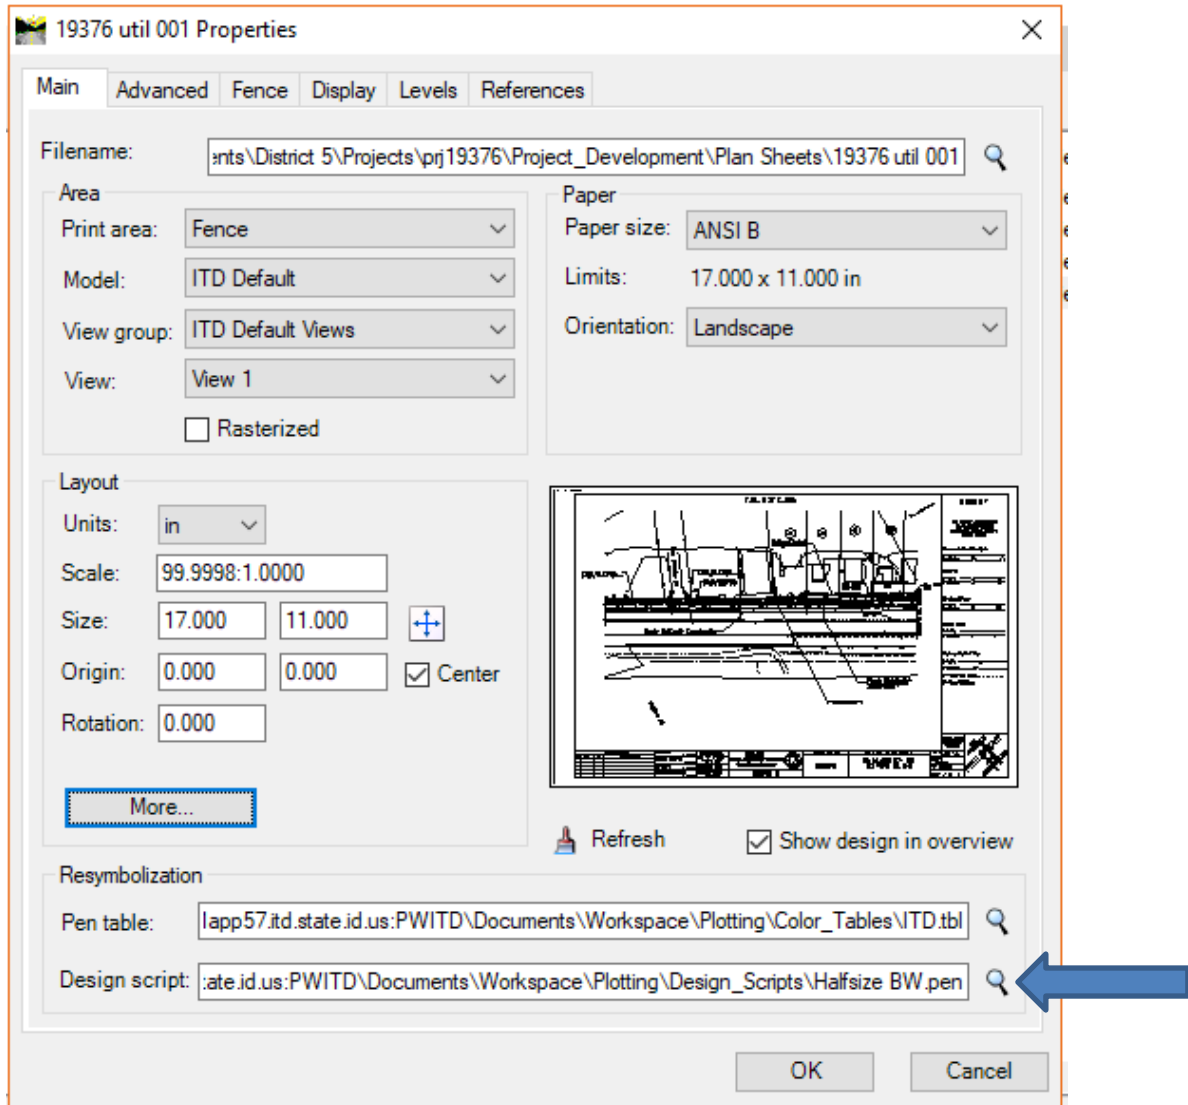 19376 util 001 Properties
Main Advanced Fence Display Levels References
Filename: ents\District 5\Projects\prj19376\Project_Development\Plan Sheets\19376 util 001
Area
Print area: Fence
Model: ITD Default
View group: ITD Default Views
View: View 1
Rasterized
Paper
Paper size: ANSI B
Limits: 17.000 x 11.000 in
Orientation: Landscape
Layout
Units: in
Scale: 99.9998:1.0000
Size: 17.000 11.000
Origin: 0.000 0.000 Center
Rotation: 0.000
More...
Refresh Show design in overview
Resymbolization
Pen table: lapp57.itd.state.id.us:PWITD\Documents\Workspace\Plotting\Color_Tables\ITD.tbl
Design script: :ate.id.us:PWITD\Documents\Workspace\Plotting\Design_Scripts\Halfsize BW.pen
OK Cancel